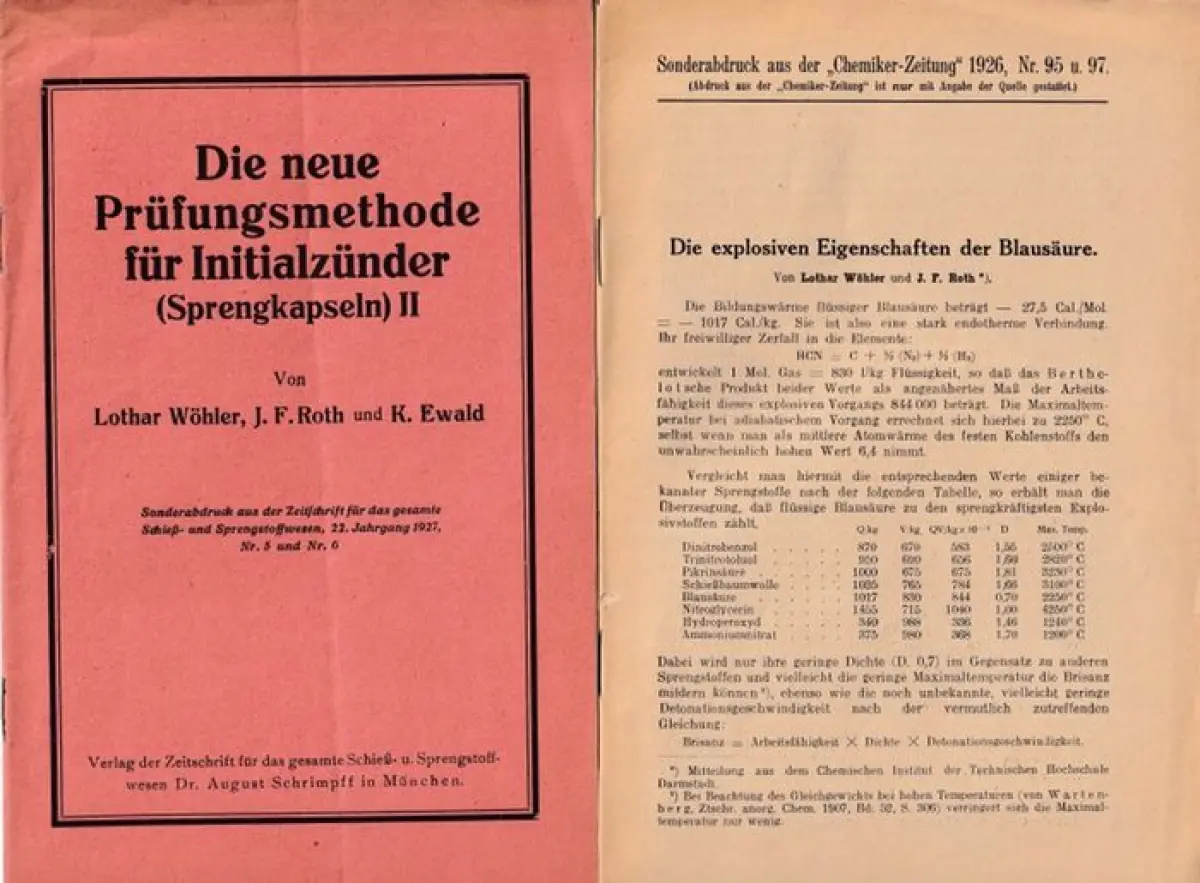 Die neue
Prüfungsmethode
für Initialzünder
(Sprengkapseln) II
Von
Lothar Wöhler, J. F. Roth und K. Ewald
Sonderabdruck aus der Zeitschrift für das gesamte
Schieß- und Sprengstoffwesen, 22. Jahrgang 1927,
Nr. 5 und Nr. 6
Verlag der Zeitschrift für das gesamte Schieß- u. Sprengstoff-
wesen Dr. August Schrimpff in München.
Sonderabdruck aus der „Chemiker-Zeitung" 1926, Nr. 95 u. 97.
(Abdruck aus der „Chemiker-Zeitung" ist nur mit Angabe der Quelle gestattet.)
Die explosiven Eigenschaften der Blausäure.
Von Lothar Wöhler und J. F. Roth *).
Die Bildungswärme flüssiger Blausäure beträgt — 27,5 Cal./Mol.
= — 1017 Cal./kg. Sie ist also eine stark endotherme Verbindung.
Ihr freiwilliger Zerfall in die Elemente:
HCN = C + ½ (N₂) + ½ (H₂)
entwickelt 1 Mol. Gas = 830 l/kg Flüssigkeit, so daß das Berthe-
lotsche Produkt beider Werte als angenähertes Maß der Arbeits-
fähigkeit dieses explosiven Vorgangs 844 000 beträgt. Die Maximaltem-
peratur bei adiabatischem Vorgang errechnet sich hierbei zu 2250° C,
selbst wenn man als mittlere Atomwärme des festen Kohlenstoffs den
unwahrscheinlich hohen Wert 6,4 nimmt.
Vergleicht man hiermit die entsprechenden Werte einiger be-
kannter Sprengstoffe nach der folgenden Tabelle, so erhält man die
Überzeugung, daß flüssige Blausäure zu den sprengkräftigsten Explo-
sivstoffen zählt.
Q/kg V/kg D Max. Temp.
Dinitrobenzol . . . . . 870 670 583 1,55 2500° C
Trinitrotoluol . . . . . 950 690 656 1,60 2820° C
Pikrinsäure . . . . . 1000 675 675 1,81 3230° C
Schießbaumwolle . . . . 1025 765 784 1,66 3100° C
Blausäure . . . . . 1017 830 844 0,70 2250° C
Nitroglycerin . . . . . 1455 715 1040 1,60 4250° C
Hydroperoxyd . . . . . 340 988 336 1,46 1240° C
Ammoniumnitrat . . . . 375 980 368 1,70 1200° C
Dabei wird nur ihre geringe Dichte (D. 0,7) im Gegensatz zu anderen
Sprengstoffen und vielleicht die geringe Maximaltemperatur die Brisanz
mildern können ¹), ebenso wie die noch unbekannte, vielleicht geringe
Detonationsgeschwindigkeit nach der vermutlich zutreffenden
Gleichung:
Brisanz = Arbeitsfähigkeit × Dichte × Detonationsgeschwindigkeit.
*) Mitteilung aus dem Chemischen Institut der Technischen Hochschule
Darmstadt.
¹) Bei Beachtung des Gleichgewichts bei hohen Temperaturen (von Warten-
berg, Ztschr. anorg. Chem. 1907, Bd. 52, S. 306) verringert sich die Maximal-
temperatur nur wenig.